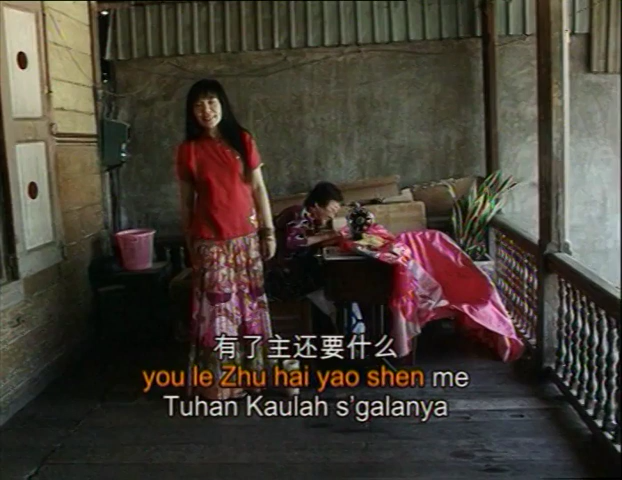 有了主还要什么
you le Zhu hai yao shen me
Tuhan Kaulah s'galanya